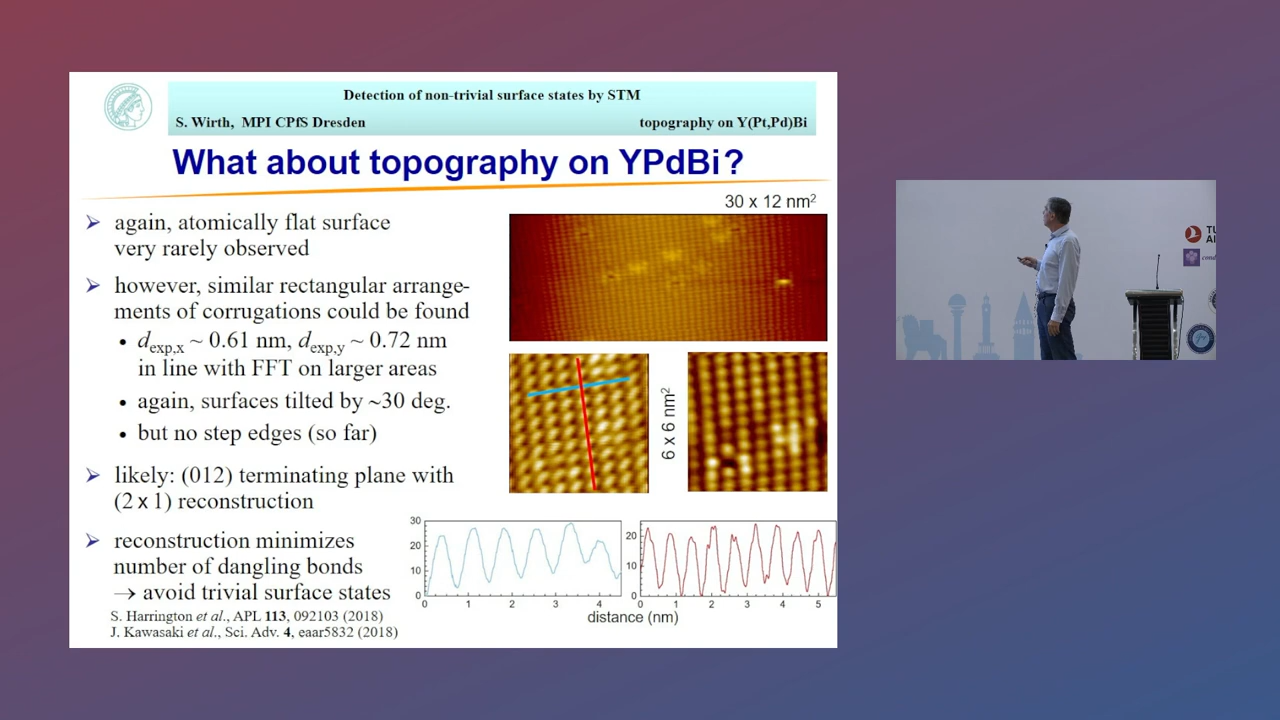 Detection of non-trivial surface states by STM
S. Wirth, MPI CPfS Dresden
topography on Y(Pt,Pd)Bi
What about topography on YPdBi?
30 x 12 nm²
➢ again, atomically flat surface
very rarely observed
➢ however, similar rectangular arrange-
ments of corrugations could be found
• dexp,x ~ 0.61 nm, dexp,y ~ 0.72 nm
in line with FFT on larger areas
• again, surfaces tilted by ~30 deg.
• but no step edges (so far)
6 x 6 nm²
➢ likely: (012) terminating plane with
(2 x 1) reconstruction
➢ reconstruction minimizes
number of dangling bonds
→ avoid trivial surface states
S. Harrington et al., APL 113, 092103 (2018)
J. Kawasaki et al., Sci. Adv. 4, eaar5832 (2018)
30
20
10
0
0 1 2 3 4
20
10
0
0 1 2 3 4 5
distance (nm)